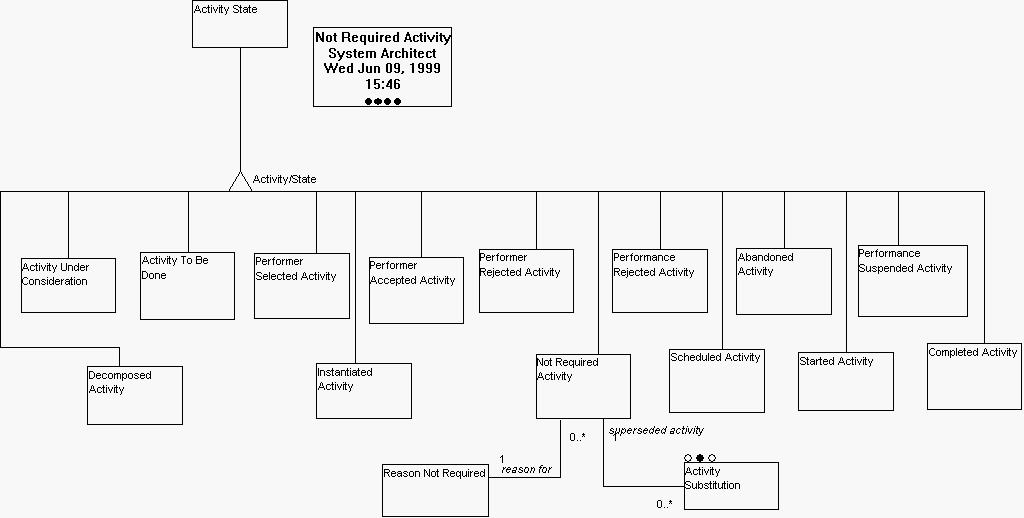 Activity State
Not Required Activity
System Architect
Wed Jun 09, 1999
15:46
Activity/State
Activity Under
Consideration
Activity To Be
Done
Performer
Selected Activity
Performer
Accepted Activity
Performer
Rejected Activity
Performance
Rejected Activity
Abandoned
Activity
Performance
Suspended Activity
Decomposed
Activity
Instantiated
Activity
Not Required
Activity
Scheduled Activity
Started Activity
Completed Activity
0..*
superseded activity
1
1
reason for
Reason Not Required
Activity
Substitution
0..*